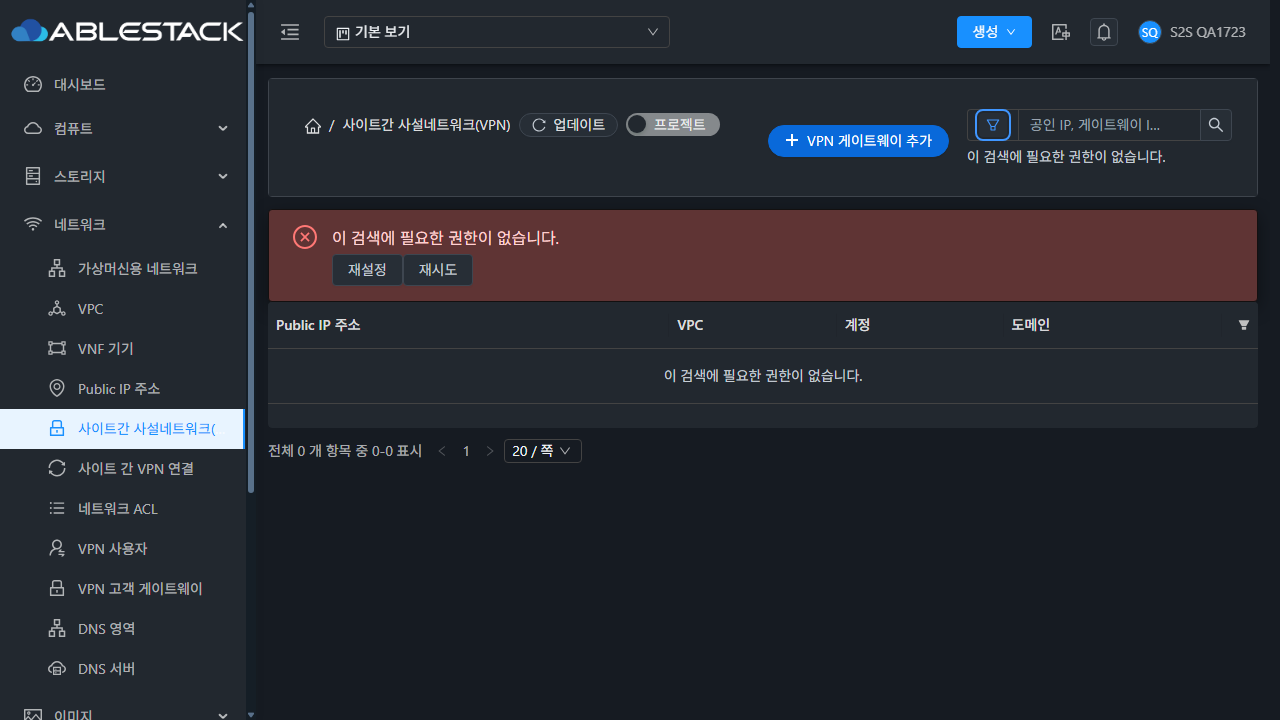 ABLESTACK
기본 보기
생성
SQ
S2S QA1723
대시보드
컴퓨트
스토리지
네트워크
가상머신용 네트워크
VPC
VNF 기기
Public IP 주소
사이트간 사설네트워크(
사이트 간 VPN 연결
네트워크 ACL
VPN 사용자
VPN 고객 게이트웨이
DNS 영역
DNS 서버
이미지
/ 사이트간 사설네트워크(VPN)
업데이트
프로젝트
VPN 게이트웨이 추가
공인 IP, 게이트웨이 I...
이 검색에 필요한 권한이 없습니다.
이 검색에 필요한 권한이 없습니다.
재설정
재시도
Public IP 주소
VPC
계정
도메인
이 검색에 필요한 권한이 없습니다.
전체 0 개 항목 중 0-0 표시
1
20 / 쪽